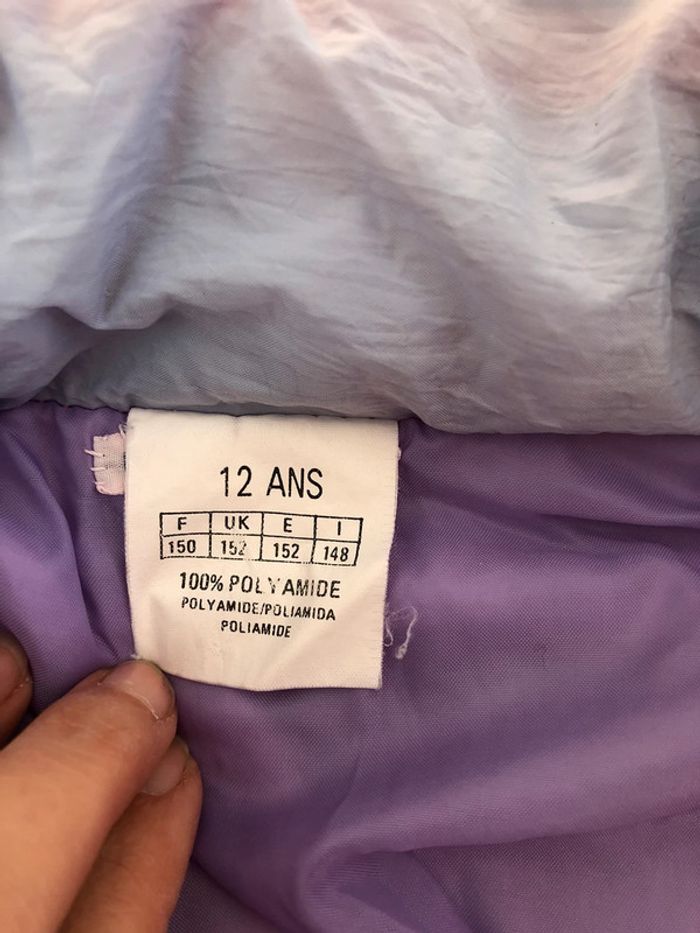 12 ANS
F UK E I
150 152 152 148
100% POLYAMIDE
POLYAMIDE/POLIAMIDA
POLIAMIDE